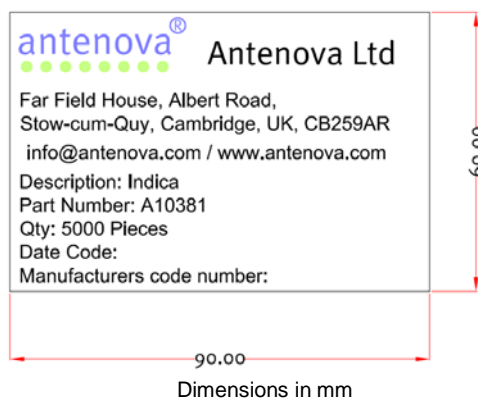 antenova®
Antenova Ltd
Far Field House, Albert Road,
Stow-cum-Quy, Cambridge, UK, CB259AR
info@antenova.com / www.antenova.com
Description: Indica
Part Number: A10381
Qty: 5000 Pieces
Date Code:
Manufacturers code number:
60.00
90.00
Dimensions in mm